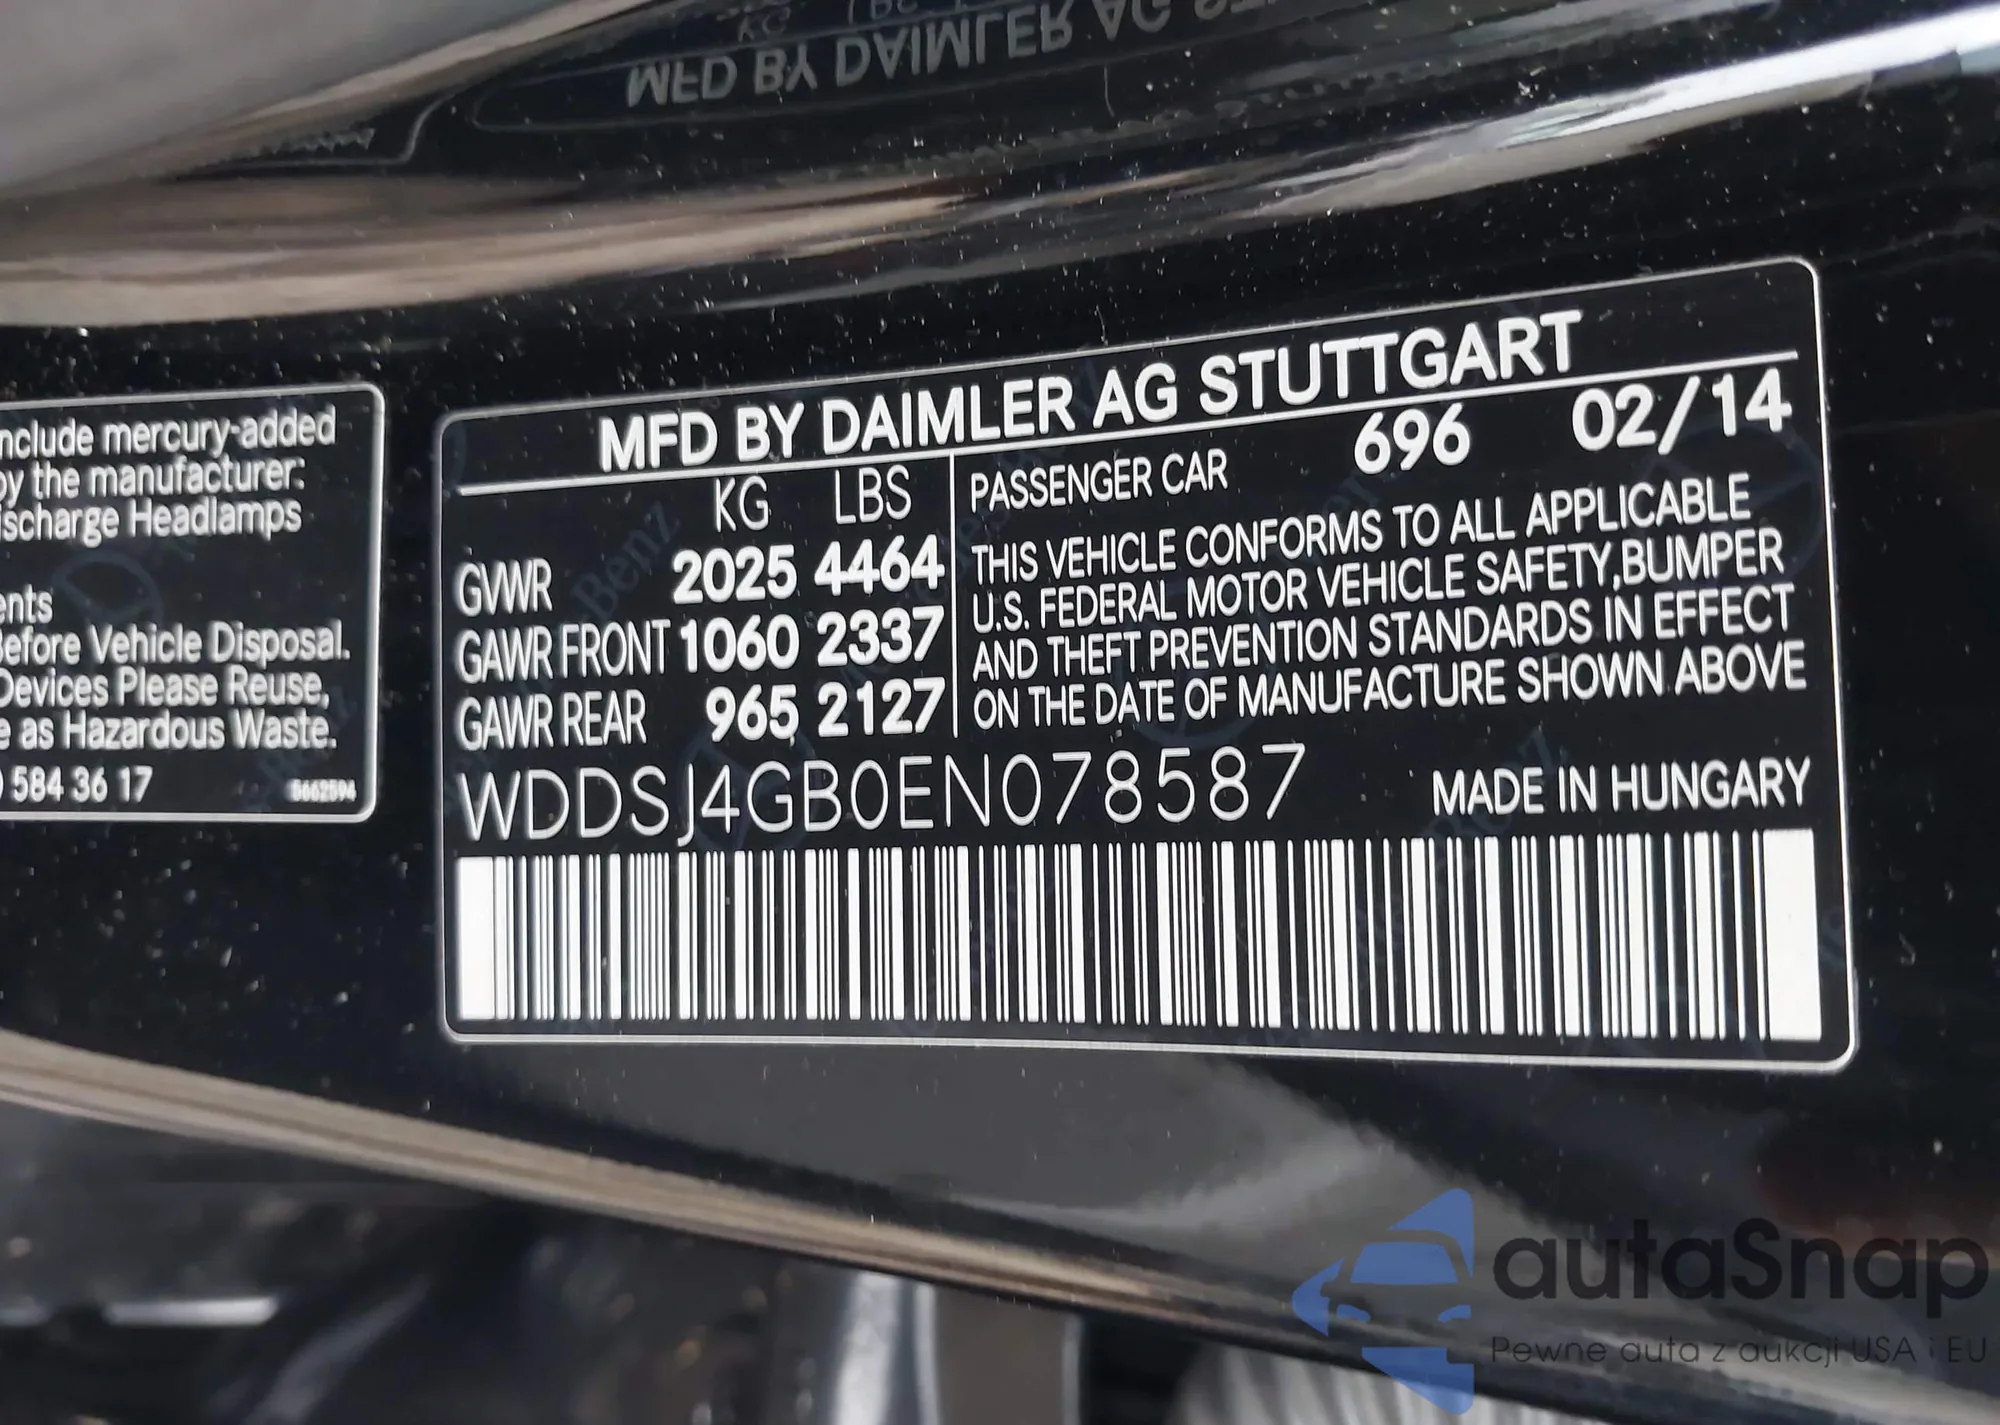 MFD BY DAIMLER AG
nclude mercury-added
by the manufacturer:
ischarge Headlamps
ents
Before Vehicle Disposal.
Devices Please Reuse,
e as Hazardous Waste.
) 584 36 17
5662594
MFD BY DAIMLER AG STUTTGART
KG LBS
GVWR 2025 4464
GAWR FRONT 1060 2337
GAWR REAR 965 2127
PASSENGER CAR 696 02/14
THIS VEHICLE CONFORMS TO ALL APPLICABLE
U.S. FEDERAL MOTOR VEHICLE SAFETY,BUMPER
AND THEFT PREVENTION STANDARDS IN EFFECT
ON THE DATE OF MANUFACTURE SHOWN ABOVE
WDDSJ4GB0EN078587 MADE IN HUNGARY
autaSnap
Pewne auta z aukcji USA i EU